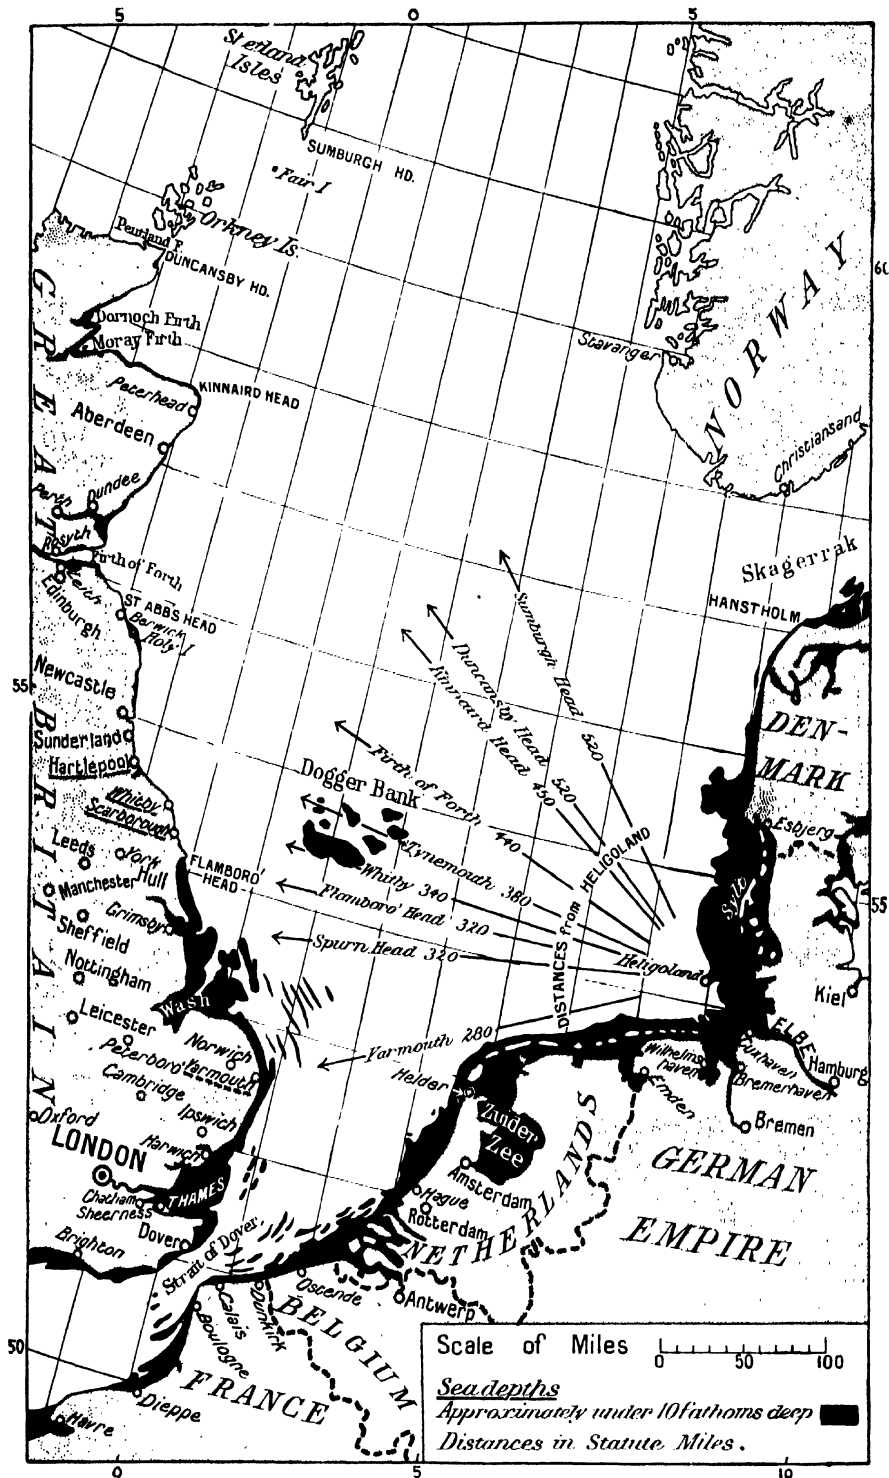 5 0 5
Shetland
Isles
SUMBURGH HD.
Fair I
Orkney Is.
Pentland F.
DUNCANSBY HD.
60
Dornoch Firth
Moray Firth
NORWAY
Stavanger
KINNAIRD HEAD
Peterhead
Aberdeen
Christiansand
Perth
Dundee
Rosyth
Firth of Forth
Leith
Edinburgh
Skagerrak
HANSTHOLM
ST ABBS HEAD
Berwick
Holy I
GREAT BRITAIN
Newcastle
55
Sunderland
Hartlepool
Whitby
Scarborough
DEN-
MARK
Sumburgh Head 520
Duncansby Head 520
Kinnaird Head 450
Firth of Forth 440
Dogger Bank
Tynemouth 380
Whitby 340
Flamboro' Head 320
Spurn Head 320
Yarmouth 280
DISTANCES from HELIGOLAND
Esbjerg
Leeds
York
FLAMBORO'
HEAD
Manchester
Hull
Grimsby
Sheffield
Sylt
55
Heligoland
Kiel
Nottingham
Wash
Leicester
Norwich
Peterboro'
Yarmouth
Cambridge
Ipswich
Oxford
LONDON
Harwich
THAMES
Chatham
Sheerness
Dover
Brighton
Strait of Dover
ELBE
Cuxhaven
Hamburg
Wilhelms
haven
Bremerhaven
Emden
Bremen
Helder
Zuider
Zee
Amsterdam
Hague
Rotterdam
NETHERLANDS
GERMAN
EMPIRE
Ostende
Antwerp
Dunkirk
Calais
Boulogne
BELGIUM
FRANCE
50
Dieppe
Havre
Scale of Miles 0 50 100
Sea depths
Approximately under 10 fathoms deep
Distances in Statute Miles.
0 5 10